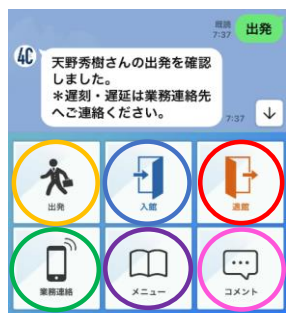 既読
7:37
出発
4C
天野秀樹さんの出発を確認
しました。
*遅刻・遅延は業務連絡先
へご連絡ください。
7:37
出発
入館
退館
業務連絡
メニュー
コメント